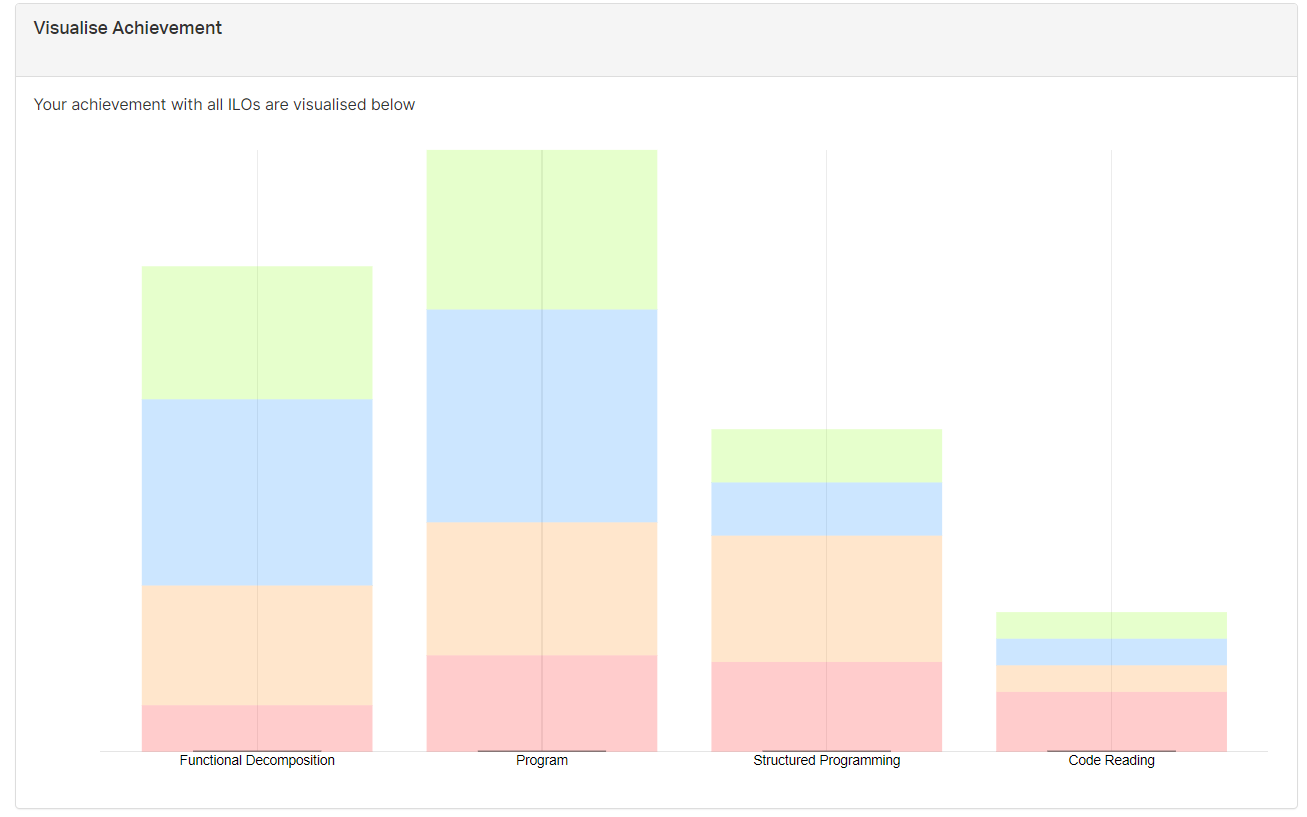 Visualise Achievement
Your achievement with all ILOs are visualised below
Functional Decomposition
Program
Structured Programming
Code Reading